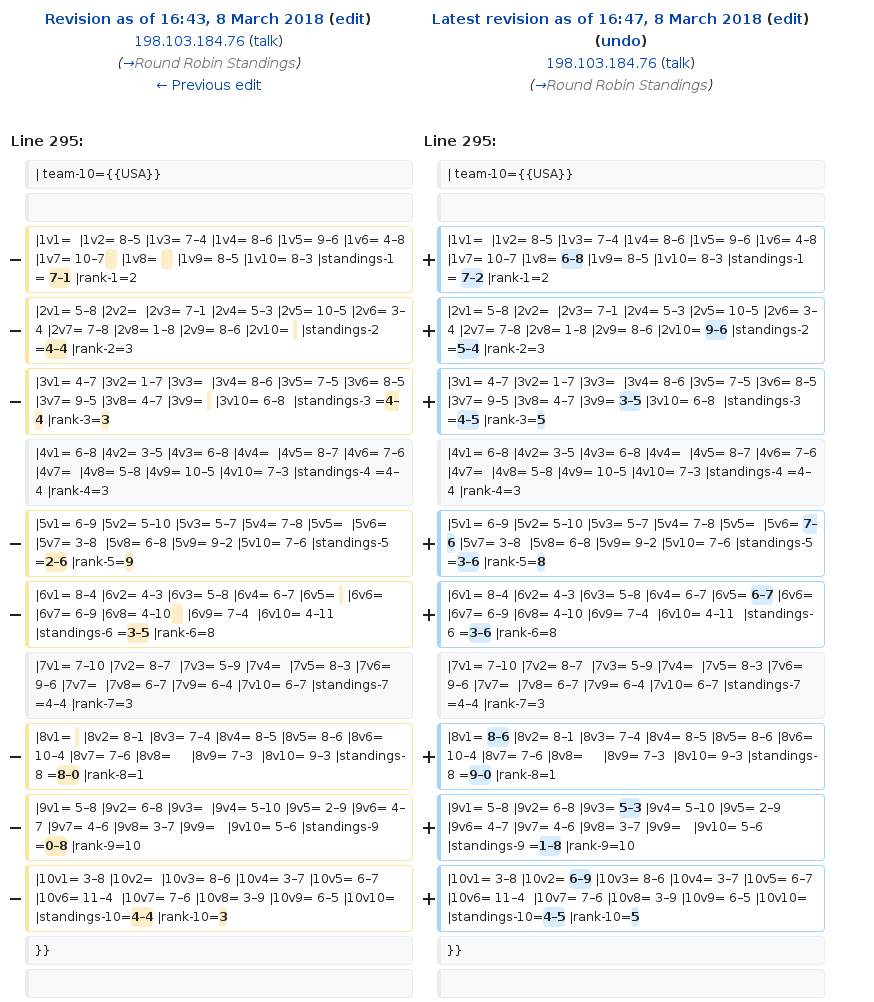 Revision as of 16:43, 8 March 2018 (edit)
198.103.184.76 (talk)
(→Round Robin Standings)
← Previous edit
Latest revision as of 16:47, 8 March 2018 (edit)
(undo)
198.103.184.76 (talk)
(→Round Robin Standings)
Line 295:
Line 295:
| team-10={{USA}}
| team-10={{USA}}
− |1v1=  |1v2= 8–5 |1v3= 7–4 |1v4= 8–6 |1v5= 9–6 |1v6= 4–8
|1v7= 10–7   |1v8=    |1v9= 8–5 |1v10= 8–3 |standings-1
= 7–1 |rank-1=2
+ |1v1=  |1v2= 8–5 |1v3= 7–4 |1v4= 8–6 |1v5= 9–6 |1v6= 4–8
|1v7= 10–7 |1v8= 6–8 |1v9= 8–5 |1v10= 8–3 |standings-1
= 7–2 |rank-1=2
− |2v1= 5–8 |2v2=  |2v3= 7–1 |2v4= 5–3 |2v5= 10–5 |2v6= 3–
4 |2v7= 7–8 |2v8= 1–8 |2v9= 8–6 |2v10=  |standings-2
=4–4 |rank-2=3
+ |2v1= 5–8 |2v2=  |2v3= 7–1 |2v4= 5–3 |2v5= 10–5 |2v6= 3–
4 |2v7= 7–8 |2v8= 1–8 |2v9= 8–6 |2v10= 9–6 |standings-2
=5–4 |rank-2=3
− |3v1= 4–7 |3v2= 1–7 |3v3=  |3v4= 8–6 |3v5= 7–5 |3v6= 8–5
|3v7= 9–5 |3v8= 4–7 |3v9=  |3v10= 6–8  |standings-3 =4–
4 |rank-3=3
+ |3v1= 4–7 |3v2= 1–7 |3v3=  |3v4= 8–6 |3v5= 7–5 |3v6= 8–5
|3v7= 9–5 |3v8= 4–7 |3v9= 3–5 |3v10= 6–8  |standings-3
=4–5 |rank-3=5
|4v1= 6–8 |4v2= 3–5 |4v3= 6–8 |4v4=  |4v5= 8–7 |4v6= 7–6
|4v7=  |4v8= 5–8 |4v9= 10–5 |4v10= 7–3 |standings-4 =4–
4 |rank-4=3
|4v1= 6–8 |4v2= 3–5 |4v3= 6–8 |4v4=  |4v5= 8–7 |4v6= 7–6
|4v7=  |4v8= 5–8 |4v9= 10–5 |4v10= 7–3 |standings-4 =4–
4 |rank-4=3
− |5v1= 6–9 |5v2= 5–10 |5v3= 5–7 |5v4= 7–8 |5v5=  |5v6=
|5v7= 3–8  |5v8= 6–8 |5v9= 9–2 |5v10= 7–6 |standings-5
=2–6 |rank-5=9
+ |5v1= 6–9 |5v2= 5–10 |5v3= 5–7 |5v4= 7–8 |5v5=  |5v6= 7–
6 |5v7= 3–8  |5v8= 6–8 |5v9= 9–2 |5v10= 7–6 |standings-5
=3–6 |rank-5=8
− |6v1= 8–4 |6v2= 4–3 |6v3= 5–8 |6v4= 6–7 |6v5=  |6v6=
|6v7= 6–9 |6v8= 4–10   |6v9= 7–4  |6v10= 4–11
|standings-6 =3–5 |rank-6=8
+ |6v1= 8–4 |6v2= 4–3 |6v3= 5–8 |6v4= 6–7 |6v5= 6–7 |6v6=
|6v7= 6–9 |6v8= 4–10 |6v9= 7–4  |6v10= 4–11  |standings-
6 =3–6 |rank-6=8
|7v1= 7–10 |7v2= 8–7  |7v3= 5–9 |7v4=  |7v5= 8–3 |7v6=
9–6 |7v7=  |7v8= 6–7 |7v9= 6–4 |7v10= 6–7 |standings-7
=4–4 |rank-7=3
|7v1= 7–10 |7v2= 8–7  |7v3= 5–9 |7v4=  |7v5= 8–3 |7v6=
9–6 |7v7=  |7v8= 6–7 |7v9= 6–4 |7v10= 6–7 |standings-7
=4–4 |rank-7=3
− |8v1=  |8v2= 8–1 |8v3= 7–4 |8v4= 8–5 |8v5= 8–6 |8v6=
10–4 |8v7= 7–6 |8v8=     |8v9= 7–3  |8v10= 9–3 |standings-
8 =8–0 |rank-8=1
+ |8v1= 8–6 |8v2= 8–1 |8v3= 7–4 |8v4= 8–5 |8v5= 8–6 |8v6=
10–4 |8v7= 7–6 |8v8=     |8v9= 7–3  |8v10= 9–3 |standings-
8 =9–0 |rank-8=1
− |9v1= 5–8 |9v2= 6–8 |9v3=  |9v4= 5–10 |9v5= 2–9 |9v6= 4–
7 |9v7= 4–6 |9v8= 3–7 |9v9=   |9v10= 5–6 |standings-9
=0–8 |rank-9=10
+ |9v1= 5–8 |9v2= 6–8 |9v3= 5–3 |9v4= 5–10 |9v5= 2–9
|9v6= 4–7 |9v7= 4–6 |9v8= 3–7 |9v9=   |9v10= 5–6
|standings-9 =1–8 |rank-9=10
− |10v1= 3–8 |10v2=  |10v3= 8–6 |10v4= 3–7 |10v5= 6–7
|10v6= 11–4  |10v7= 7–6 |10v8= 3–9 |10v9= 6–5 |10v10=
|standings-10=4–4 |rank-10=3
+ |10v1= 3–8 |10v2= 6–9 |10v3= 8–6 |10v4= 3–7 |10v5= 6–7
|10v6= 11–4  |10v7= 7–6 |10v8= 3–9 |10v9= 6–5 |10v10=
|standings-10=4–5 |rank-10=5
}}
}}